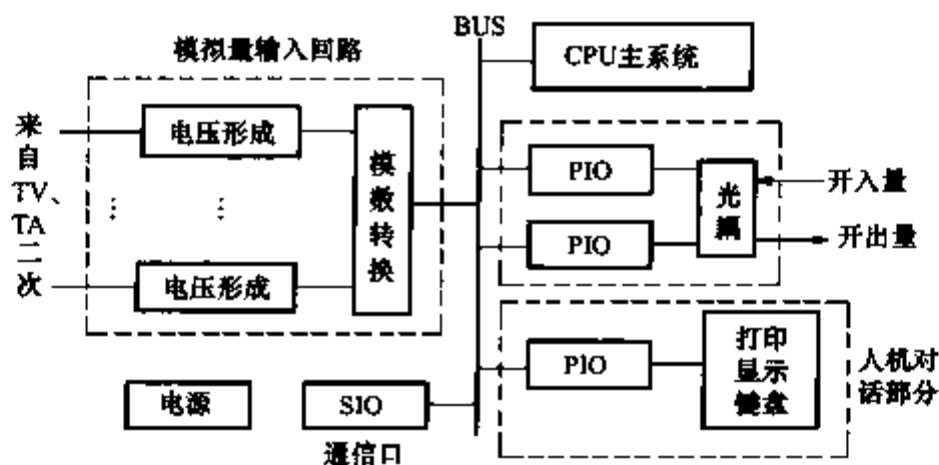 模拟量输入回路
来
自
TV、
TA
二
次
电压形成
电压形成
模
数
转
换
BUS
CPU主系统
PIO
PIO
光
耦
开入量
开出量
PIO
打印
显示
键盘
人机对
话部分
电源
SIO
通信口